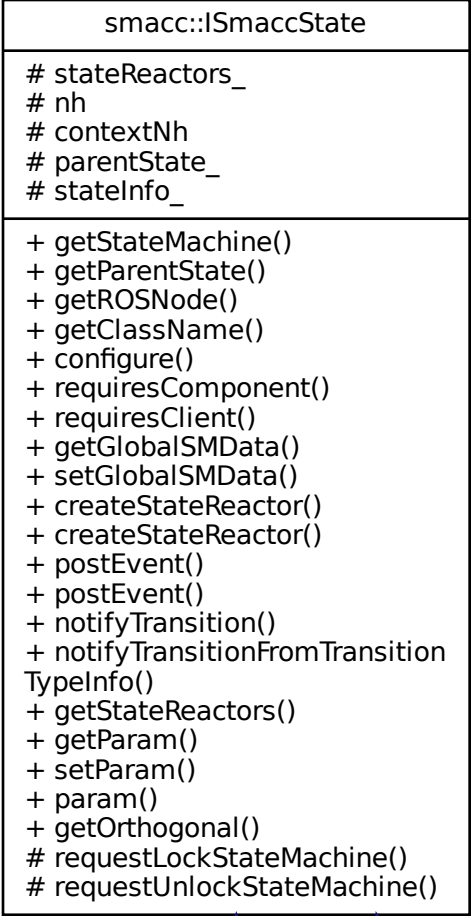 smacc::ISmaccState
# stateReactors_
# nh
# contextNh
# parentState_
# stateInfo_
+ getStateMachine()
+ getParentState()
+ getROSNode()
+ getClassName()
+ configure()
+ requiresComponent()
+ requiresClient()
+ getGlobalSMData()
+ setGlobalSMData()
+ createStateReactor()
+ createStateReactor()
+ postEvent()
+ postEvent()
+ notifyTransition()
+ notifyTransitionFromTransition
TypeInfo()
+ getStateReactors()
+ getParam()
+ setParam()
+ param()
+ getOrthogonal()
# requestLockStateMachine()
# requestUnlockStateMachine()